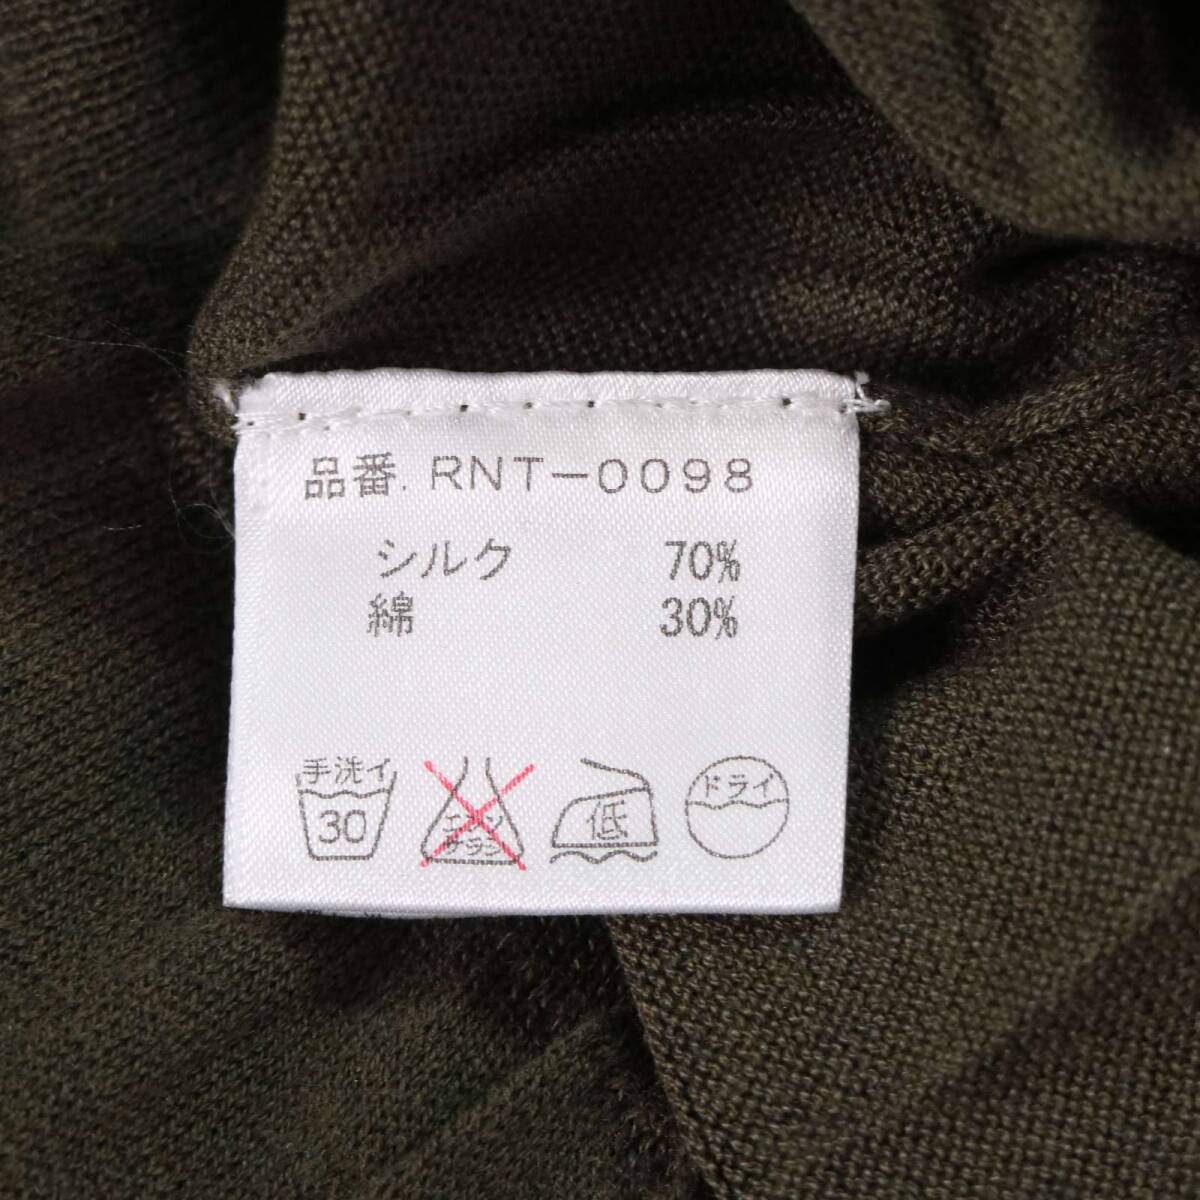 品番. RNT-0098
シルク 70%
綿 30%
手洗イ
30
エンソ
サラシ
低
ドライ